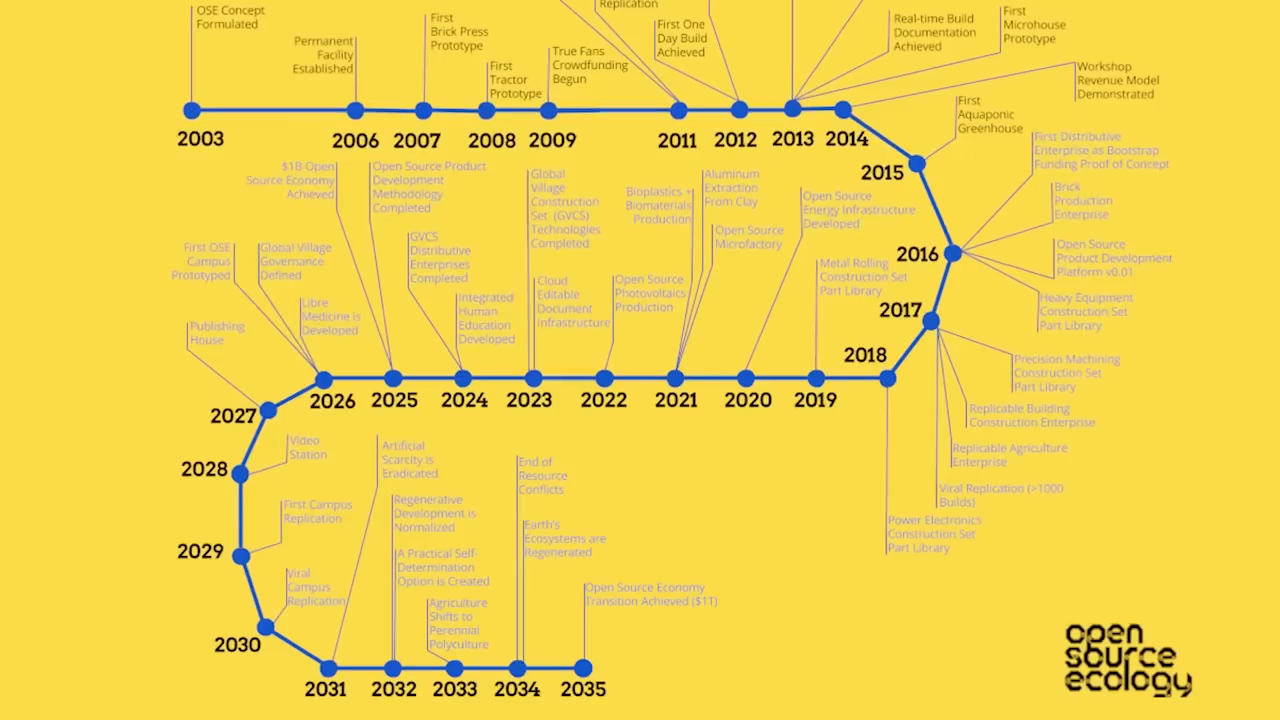 OSE Concept
Formulated
Permanent
Facility
Established
First
Brick Press
Prototype
First
Tractor
Prototype
True Fans
Crowdfunding
Begun
Replication
First One
Day Build
Achieved
Real-time Build
Documentation
Achieved
First
Microhouse
Prototype
Workshop
Revenue Model
Demonstrated
2003
2006
2007
2008
2009
2011
2012
2013
2014
First
Aquaponic
Greenhouse
2015
First Distributive
Enterprise as Bootstrap
Funding Proof of Concept
Brick
Production
Enterprise
2016
Open Source
Product Development
Platform v0.01
Heavy Equipment
Construction Set
Part Library
2017
Precision Machining
Construction Set
Part Library
Replicable Building
Construction Enterprise
Replicable Agriculture
Enterprise
Viral Replication (>1000
Builds)
2018
Power Electronics
Construction Set
Part Library
Metal Rolling
Construction Set
Part Library
2019
Open Source
Energy Infrastructure
Developed
2020
Aluminum
Extraction
From Clay
Open Source
Microfactory
Bioplastics +
Biomaterials
Production
2021
Open Source
Photovoltaics
Production
2022
Global
Village
Construction
Set (GVCS)
Technologies
Completed
Cloud
Editable
Document
Infrastructure
2023
GVCS
Distributive
Enterprises
Completed
Integrated
Human
Education
Developed
2024
$1B Open
Source Economy
Achieved
Open Source Product
Development
Methodology
Completed
2025
First OSE
Campus
Prototyped
Global Village
Governance
Defined
Libre
Medicine is
Developed
2026
Publishing
House
2027
Video
Station
2028
First Campus
Replication
2029
Viral
Campus
Replication
2030
Artificial
Scarcity is
Eradicated
2031
Regenerative
Development is
Normalized
A Practical Self-
Determination
Option is Created
2032
Agriculture
Shifts to
Perennial
Polyculture
2033
End of
Resource
Conflicts
Earth's
Ecosystems are
Regenerated
2034
Open Source Economy
Transition Achieved ($1T)
2035
open
source
ecology